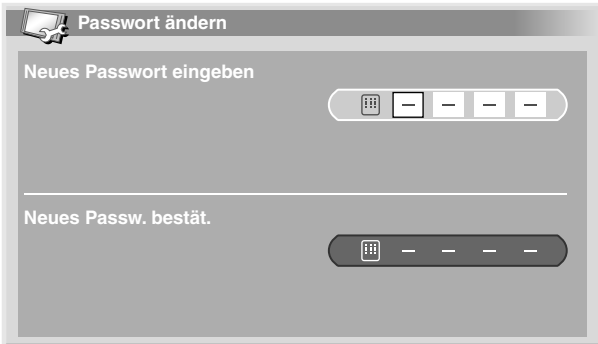 Passwort ändern
Neues Passwort eingeben
– – – –
Neues Passw. bestät.
– – – –